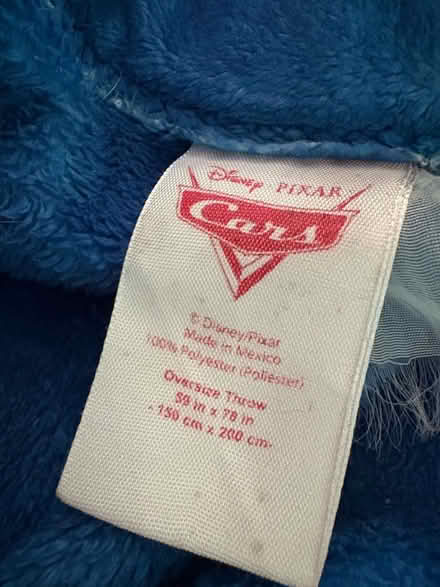 Disney PIXAR
Cars
© Disney/Pixar
Made in Mexico
100% Polyester (Poliester)
Oversize Throw
59 in x 78 in
- 150 cm x 200 cm-